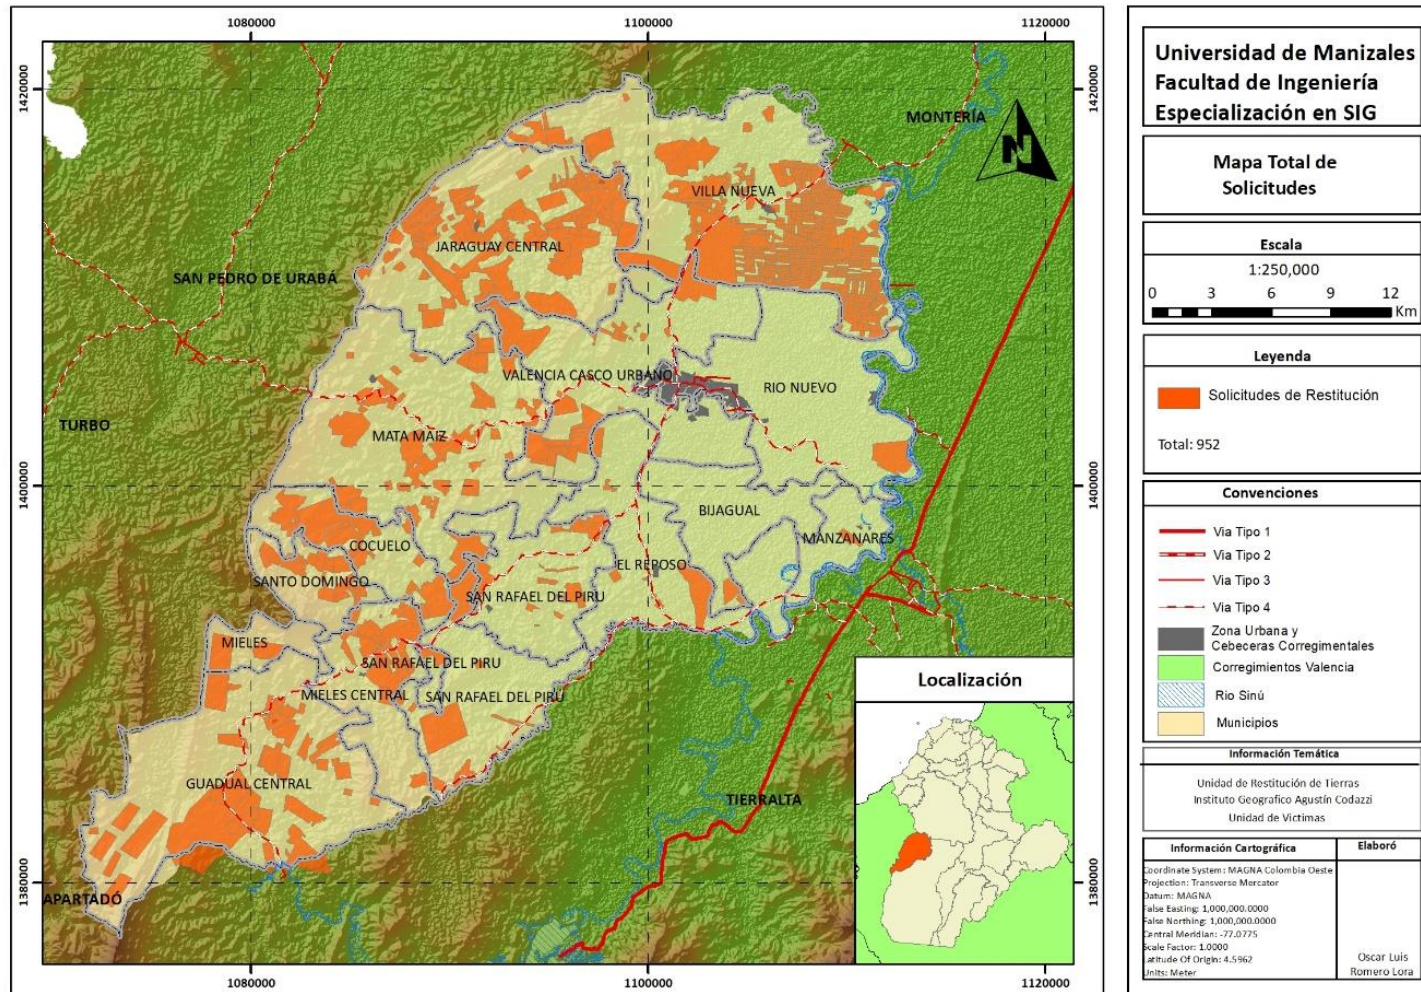 1080000
1100000
1120000
1420000
1420000
MONTERÍA
N
VILLA NUEVA
JARAGUAY CENTRAL
SAN PEDRO DE URABÁ
VALENCIA CASCO URBANO
RIO NUEVO
TURBO
MATA MAIZ
1400000
1400000
BIJAGUAL
COCUELO
MANZANARES
EL REPOSO
SANTO DOMINGO
SAN RAFAEL DEL PIRU
MIELES
SAN RAFAEL DEL PIRU
MIELES CENTRAL
SAN RAFAEL DEL PIRU
GUADUAL CENTRAL
TIERRALTA
1380000
1380000
APARTADÓ
1080000
1100000
1120000
Localización
Universidad de Manizales
Facultad de Ingeniería
Especialización en SIG
Mapa Total de
Solicitudes
Escala
1:250,000
0 3 6 9 12
Km
Leyenda
Solicitudes de Restitución
Total: 952
Convenciones
Via Tipo 1
Via Tipo 2
Via Tipo 3
Via Tipo 4
Zona Urbana y
Cebeceras Corregimentales
Corregimientos Valencia
Rio Sinú
Municipios
Información Temática
Unidad de Restitución de Tierras
Instituto Geografico Agustín Codazzi
Unidad de Victimas
Información Cartográfica
Coordinate System: MAGNA Colombia Oeste
Projection: Transverse Mercator
Datum: MAGNA
False Easting: 1,000,000.0000
False Northing: 1,000,000.0000
Central Meridian: -77.0775
Scale Factor: 1.0000
Latitude Of Origin: 4.5962
Units: Meter
Elaboró
Oscar Luis
Romero Lora